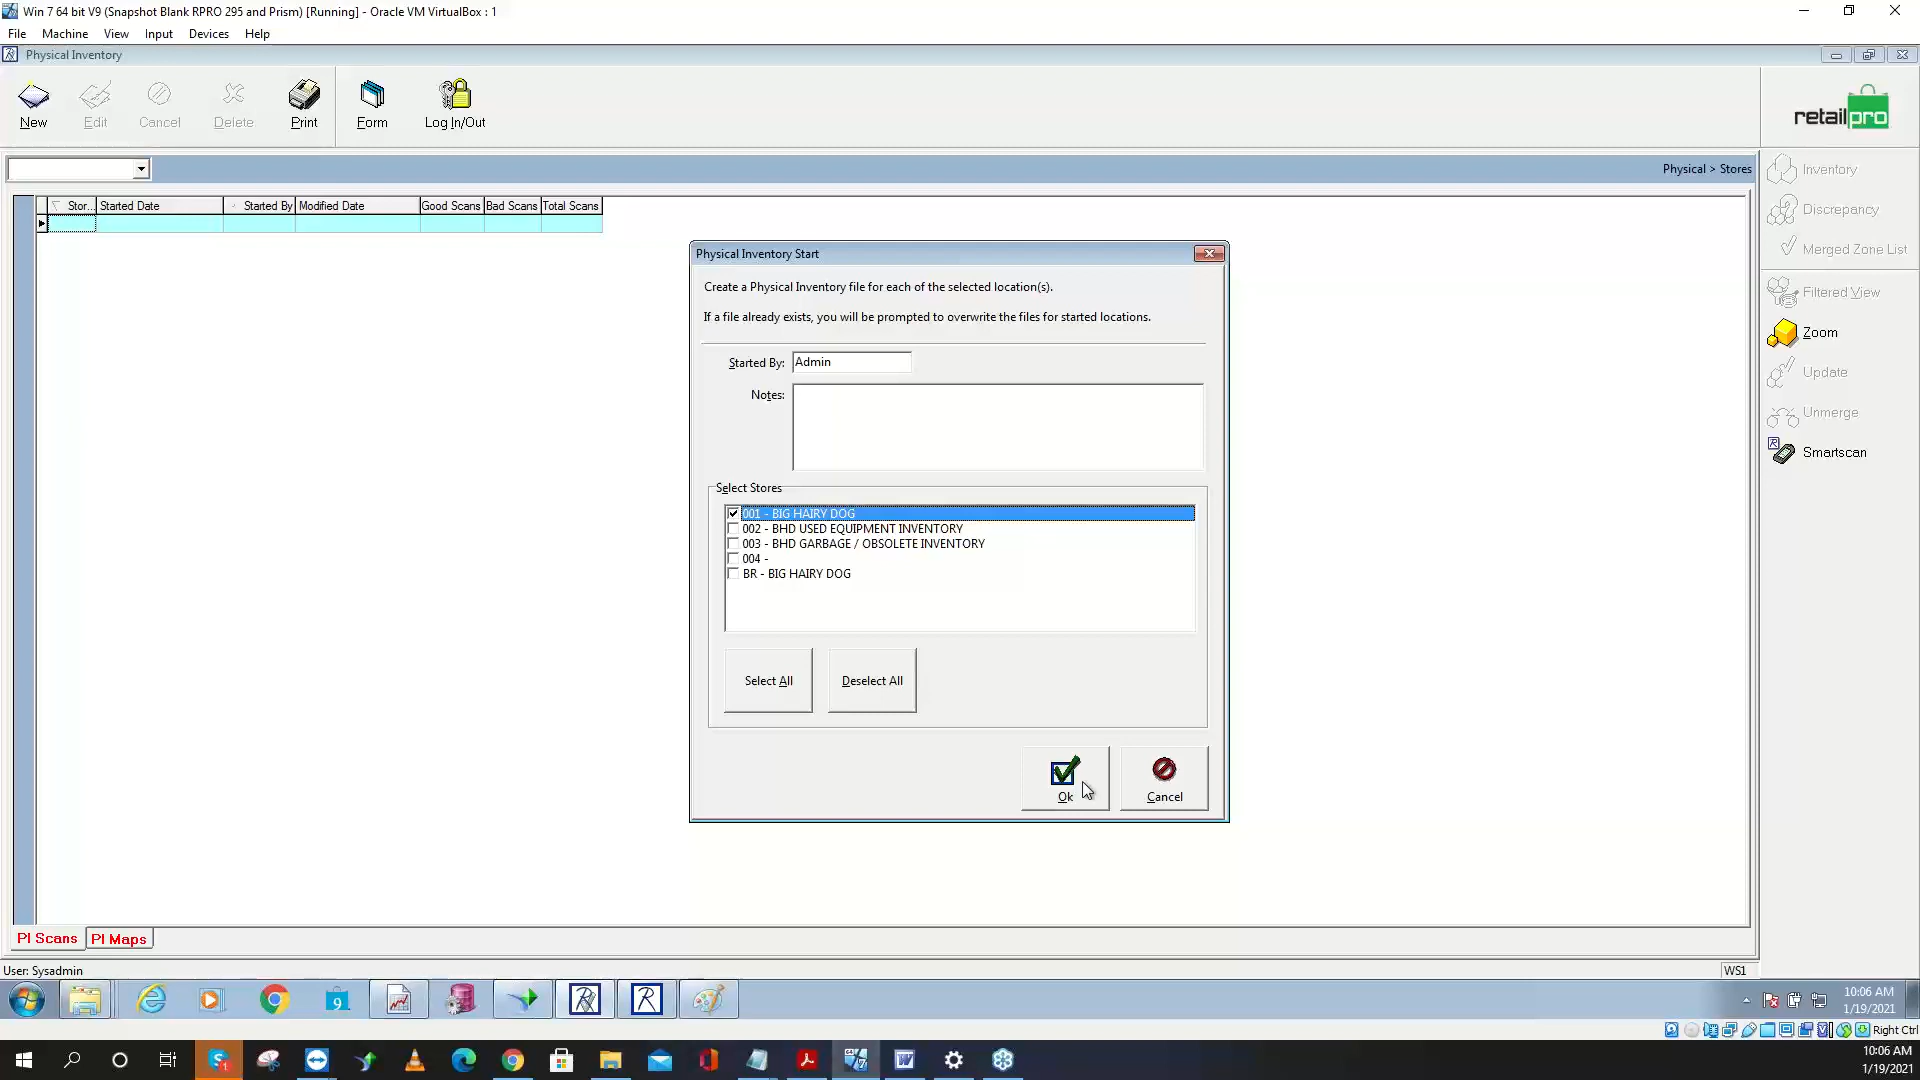 Win 7 64 bit V9 (Snapshot Blank RPRO 295 and Prism) [Running] - Oracle VM VirtualBox : 1
File Machine View Input Devices Help
Physical Inventory
New Edit Cancel Delete Print Form Log In/Out
retailpro
Physical > Stores
Stor... Started Date Started By Modified Date Good Scans Bad Scans Total Scans
Inventory
Discrepancy
Merged Zone List
Filtered View
Zoom
Update
Unmerge
Smartscan
Physical Inventory Start
Create a Physical Inventory file for each of the selected location(s).
If a file already exists, you will be prompted to overwrite the files for started locations.
Started By: Admin
Notes:
Select Stores
001 - BIG HAIRY DOG
002 - BHD USED EQUIPMENT INVENTORY
003 - BHD GARBAGE / OBSOLETE INVENTORY
004 -
BR - BIG HAIRY DOG
Select All Deselect All
Ok Cancel
PI Scans PI Maps
User: Sysadmin WS1
10:06 AM
1/19/2021
Right Ctrl
10:06 AM
1/19/2021